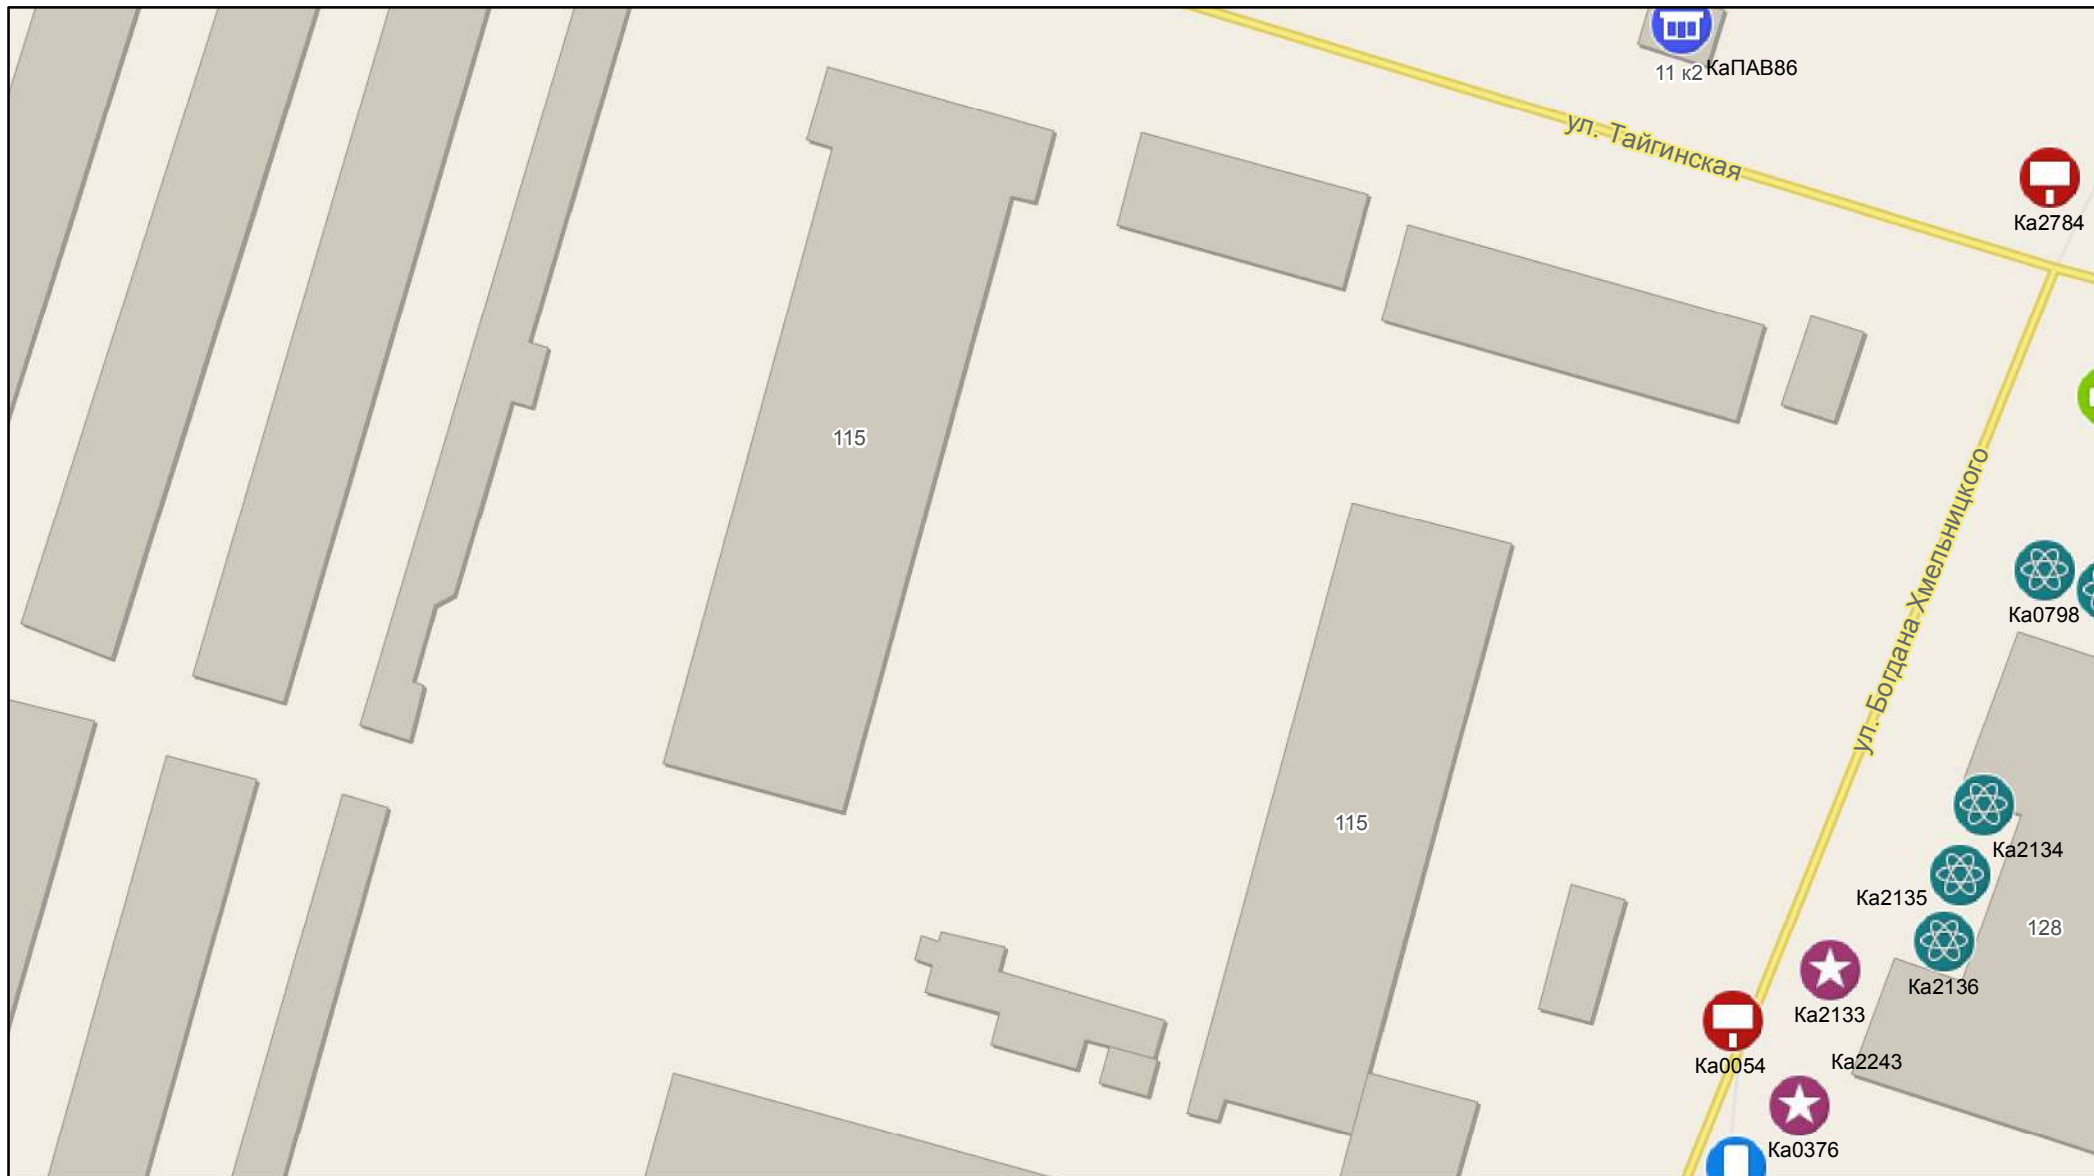 11 к2
КаПАВ86
ул. Тайгинская
Ка2784
115
ул. Богдана Хмельницкого
Ка0798
115
Ка2134
Ка2135
128
Ка2136
Ка2133
Ка0054
Ка2243
Ка0376